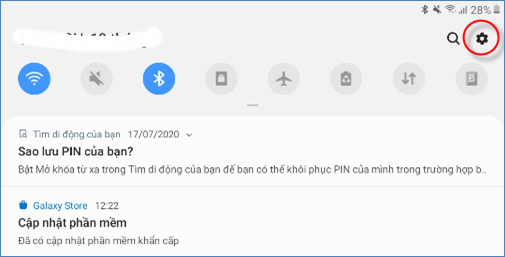 28%
Tìm di động của bạn 17/07/2020
Sao lưu PIN của bạn?
Bật Mở khóa từ xa trong Tìm di động của bạn để bạn có thể khôi phục PIN của mình trong trường hợp b..
Galaxy Store 12:22
Cập nhật phần mềm
Đã có cập nhật phần mềm khẩn cấp